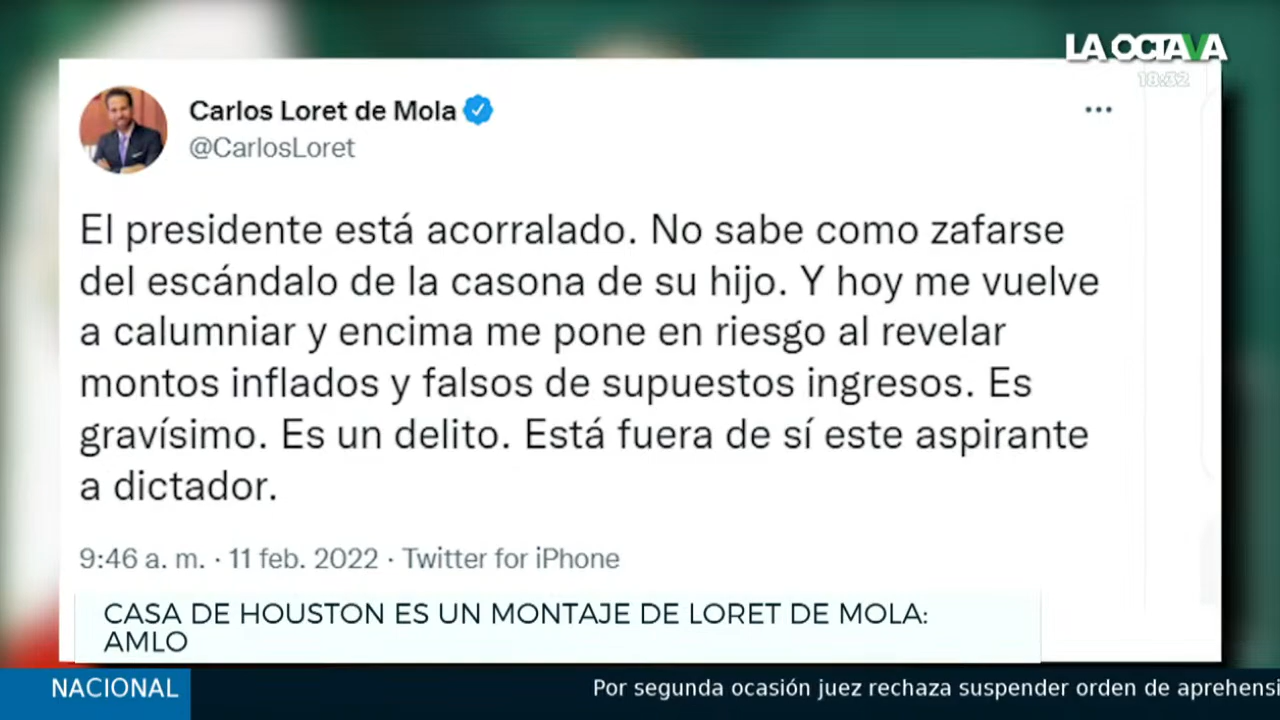 LA OCTAVA
18:32
Carlos Loret de Mola
@CarlosLoret
El presidente está acorralado. No sabe como zafarse
del escándalo de la casona de su hijo. Y hoy me vuelve
a calumniar y encima me pone en riesgo al revelar
montos inflados y falsos de supuestos ingresos. Es
gravísimo. Es un delito. Está fuera de sí este aspirante
a dictador.
9:46 a. m. · 11 feb. 2022 · Twitter for iPhone
CASA DE HOUSTON ES UN MONTAJE DE LORET DE MOLA:
AMLO
NACIONAL
Por segunda ocasión juez rechaza suspender orden de aprehensi